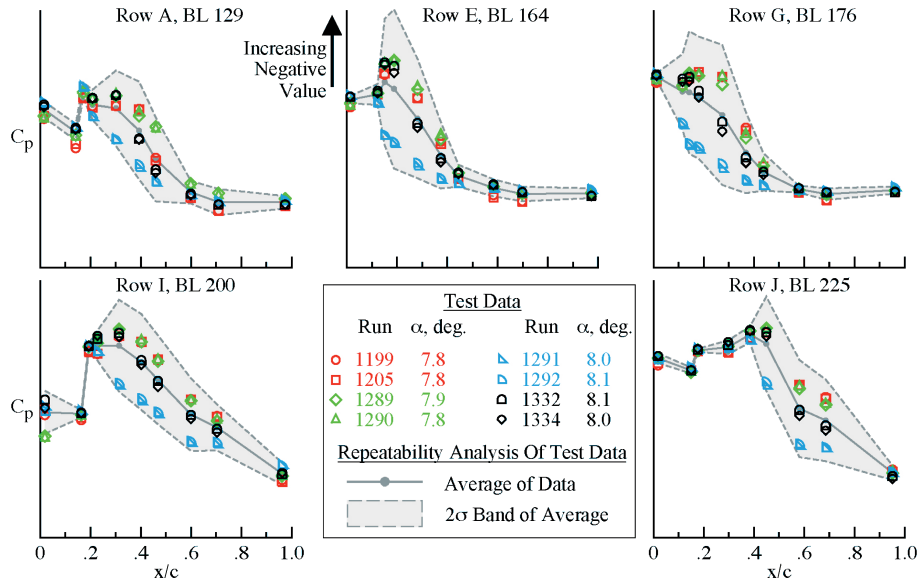 Row A, BL 129
Row E, BL 164
Row G, BL 176
Increasing
Negative
Value
Cp
Row I, BL 200
Row J, BL 225
Cp
0 .2 .4 .6 .8 1.0
x/c
0 .2 .4 .6 .8 1.0
x/c
Test Data
Run α, deg. Run α, deg.
1199 7.8 1291 8.0
1205 7.8 1292 8.1
1289 7.9 1332 8.1
1290 7.8 1334 8.0
Repeatability Analysis Of Test Data
Average of Data
2σ Band of Average